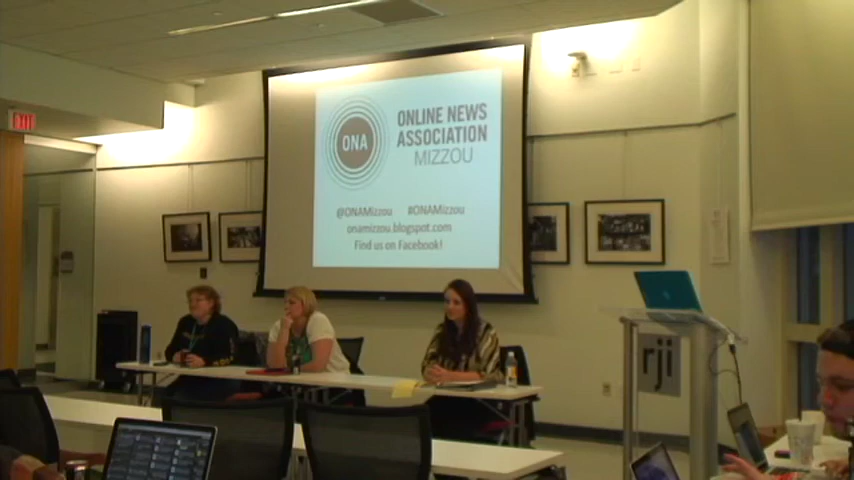 EXIT
ONA
ONLINE NEWS
ASSOCIATION
MIZZOU
@ONAMizzou #ONAMizzou
onamizzou.blogspot.com
Find us on Facebook!
rji